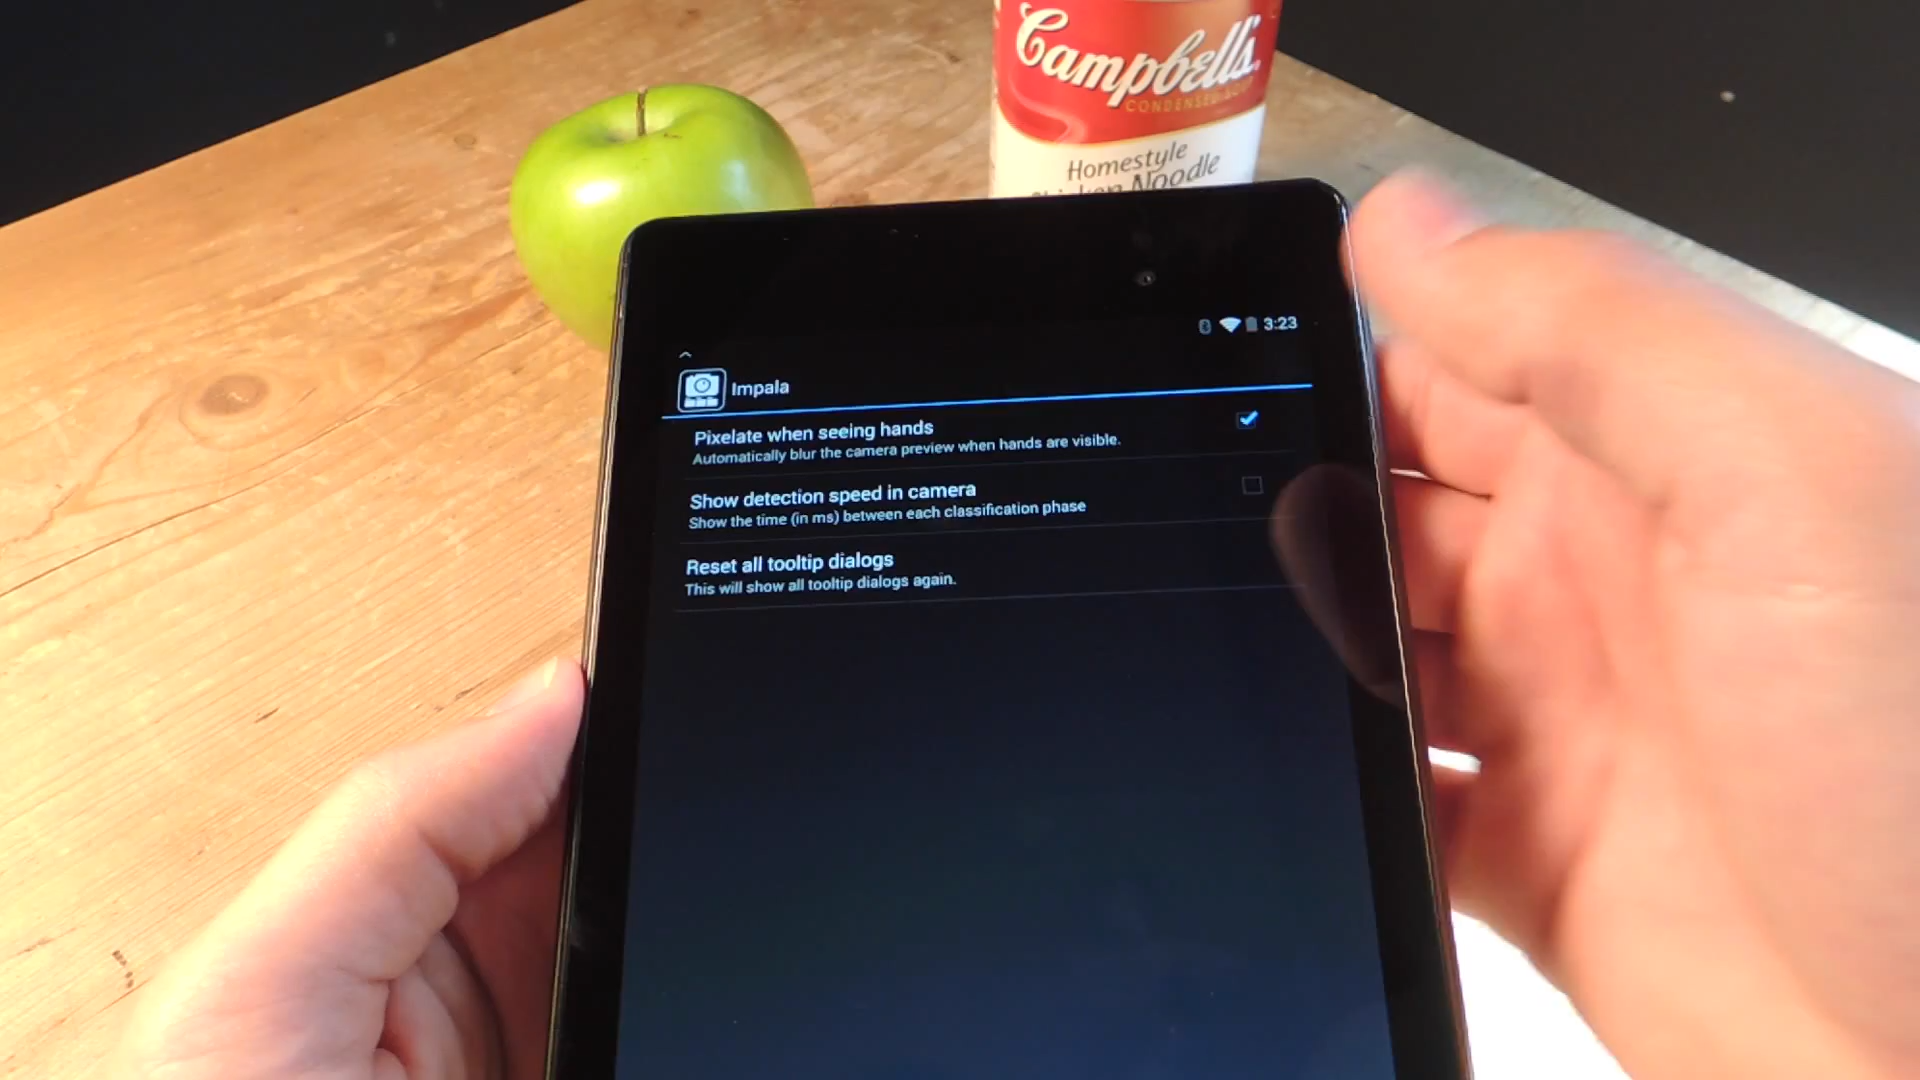 Campbell's
CONDENSED
Homestyle
Chicken Noodle
3:23
Impala
Pixelate when seeing hands
Automatically blur the camera preview when hands are visible.
Show detection speed in camera
Show the time (in ms) between each classification phase
Reset all tooltip dialogs
This will show all tooltip dialogs again.